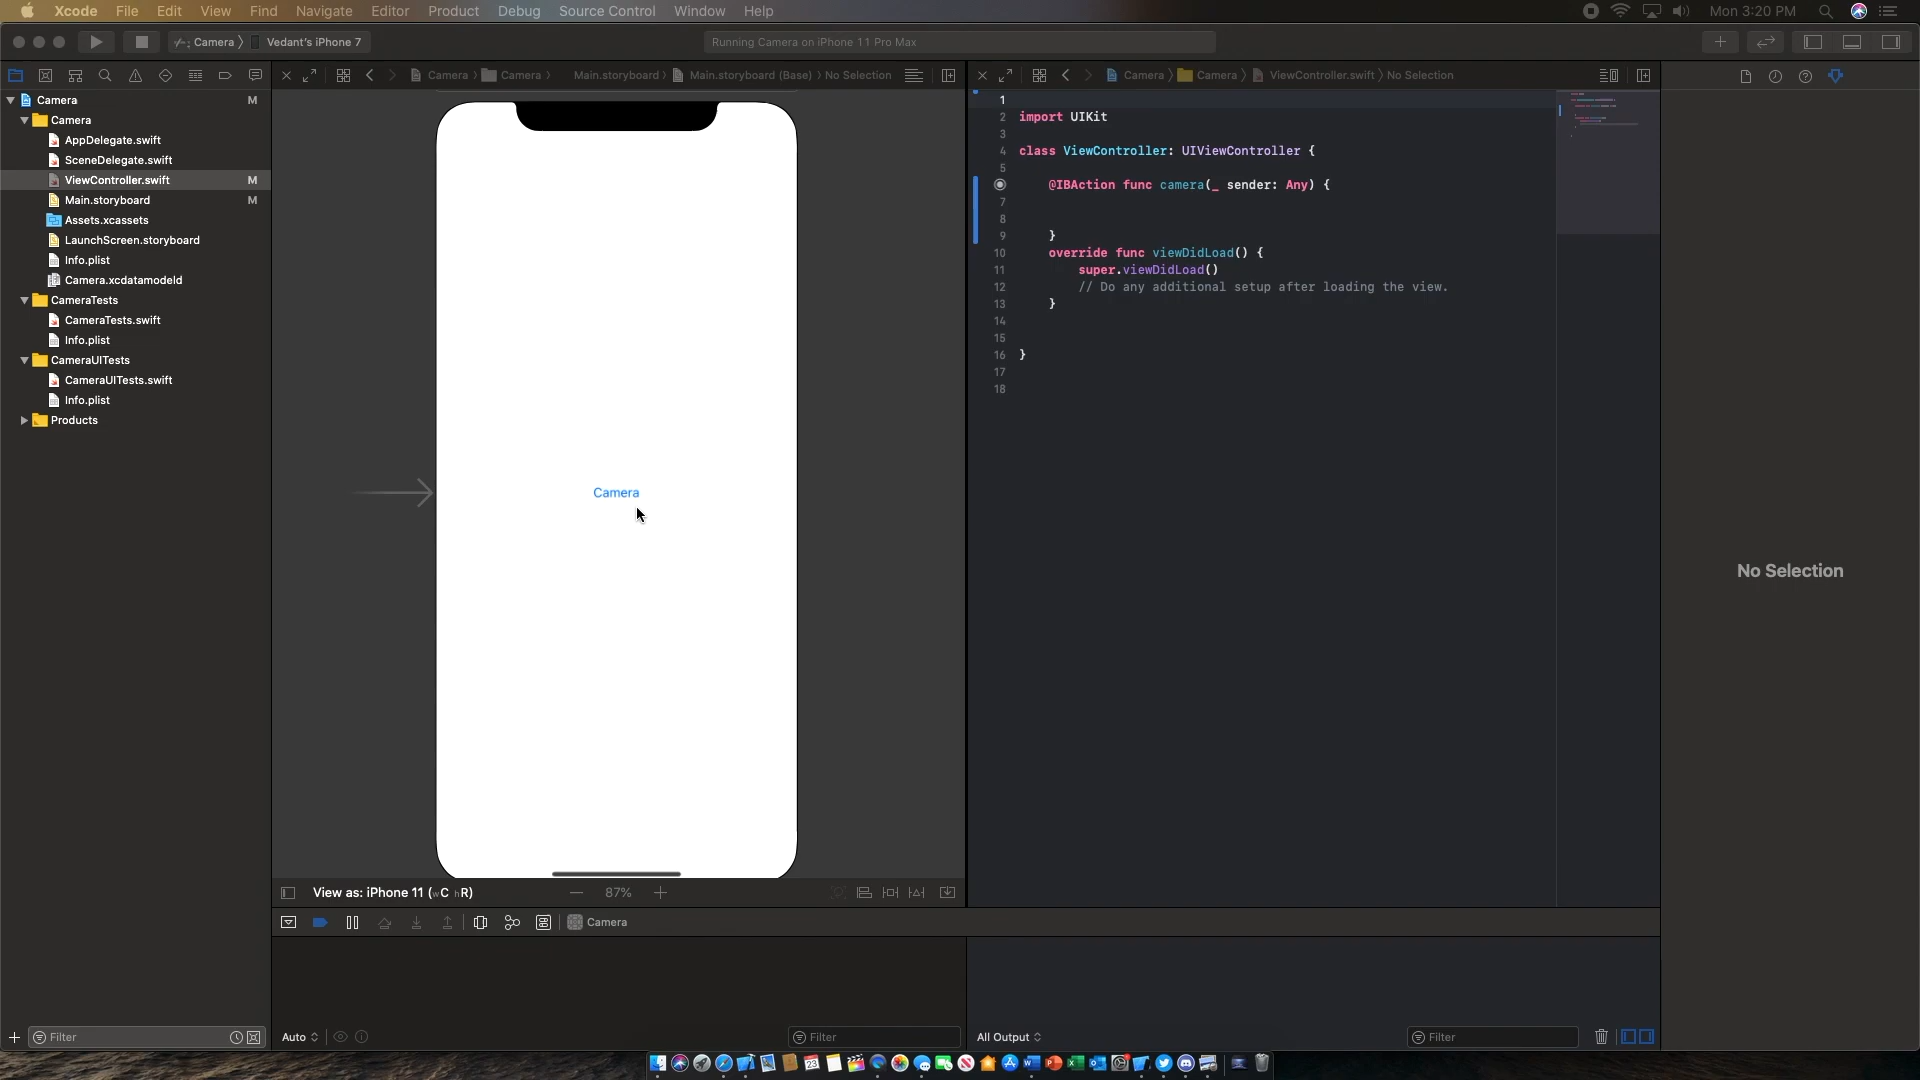 Xcode File Edit View Find Navigate Editor Product Debug Source Control Window Help
Mon 3:20 PM
Camera 〉 Vedant's iPhone 7
Running Camera on iPhone 11 Pro Max
Camera 〉 Camera 〉 Main.storyboard 〉 Main.storyboard (Base) 〉 No Selection
Camera 〉 Camera 〉 ViewController.swift 〉 No Selection
Camera M
Camera
AppDelegate.swift
SceneDelegate.swift
ViewController.swift M
Main.storyboard M
Assets.xcassets
LaunchScreen.storyboard
Info.plist
Camera.xcdatamodeld
CameraTests
CameraTests.swift
Info.plist
CameraUITests
CameraUITests.swift
Info.plist
Products
Camera
1
2 import UIKit
3
4 class ViewController: UIViewController {
5
@IBAction func camera(_ sender: Any) {
7
8
9 }
10 override func viewDidLoad() {
11 super.viewDidLoad()
12 // Do any additional setup after loading the view.
13 }
14
15
16 }
17
18
No Selection
View as: iPhone 11 (wC hR) — 87% +
Camera
Filter
Auto
Filter
All Output
Filter
23